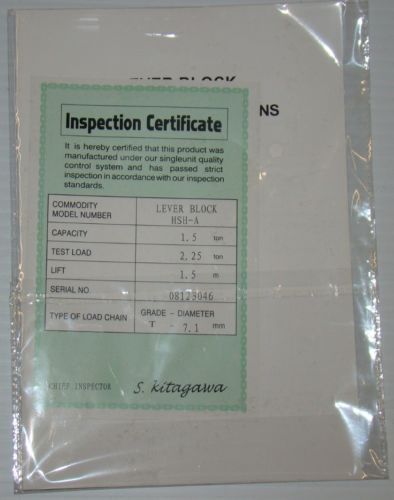 LEVER BLOCK
NS
Inspection Certificate
It is hereby certified that this product was
manufactured under our singleunit quality
control system and has passed strict
inspection in accordance with our inspection
standards.
COMMODITY LEVER BLOCK
MODEL NUMBER HSH-A
CAPACITY 1.5 ton
TEST LOAD 2.25 ton
LIFT 1.5 m
SERIAL NO. 08123046
GRADE - DIAMETER
TYPE OF LOAD CHAIN T - 7.1 mm
CHIEF INSPECTOR S. Kitagawa